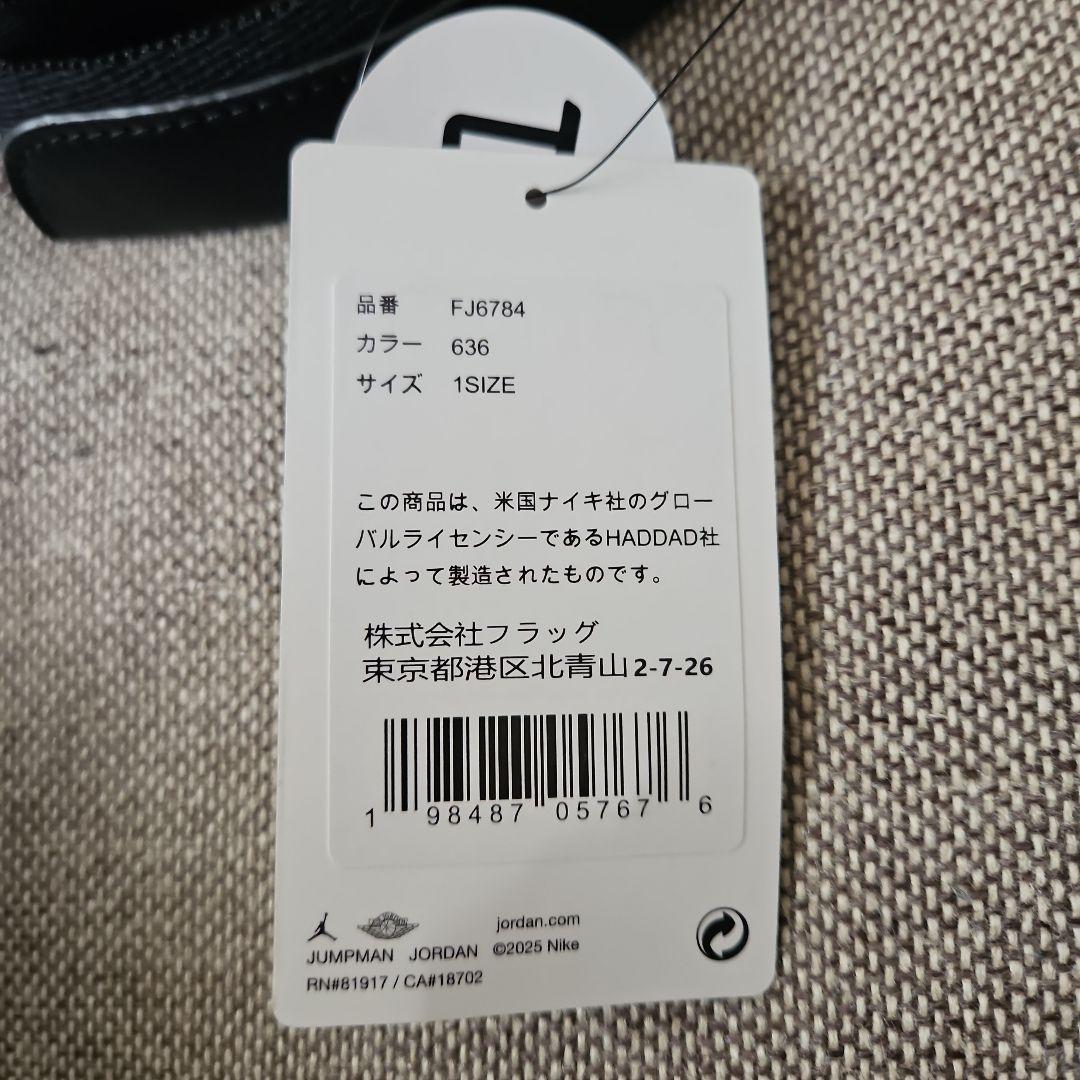 品番 FJ6784
カラー 636
サイズ 1SIZE
この商品は、米国ナイキ社のグロー
バルライセンシーであるHADDAD社
によって製造されたものです。
株式会社フラッグ
東京都港区北青山2-7-26
1 98487 05767 6
jordan.com
JUMPMAN JORDAN ©2025 Nike
RN#81917 / CA#18702